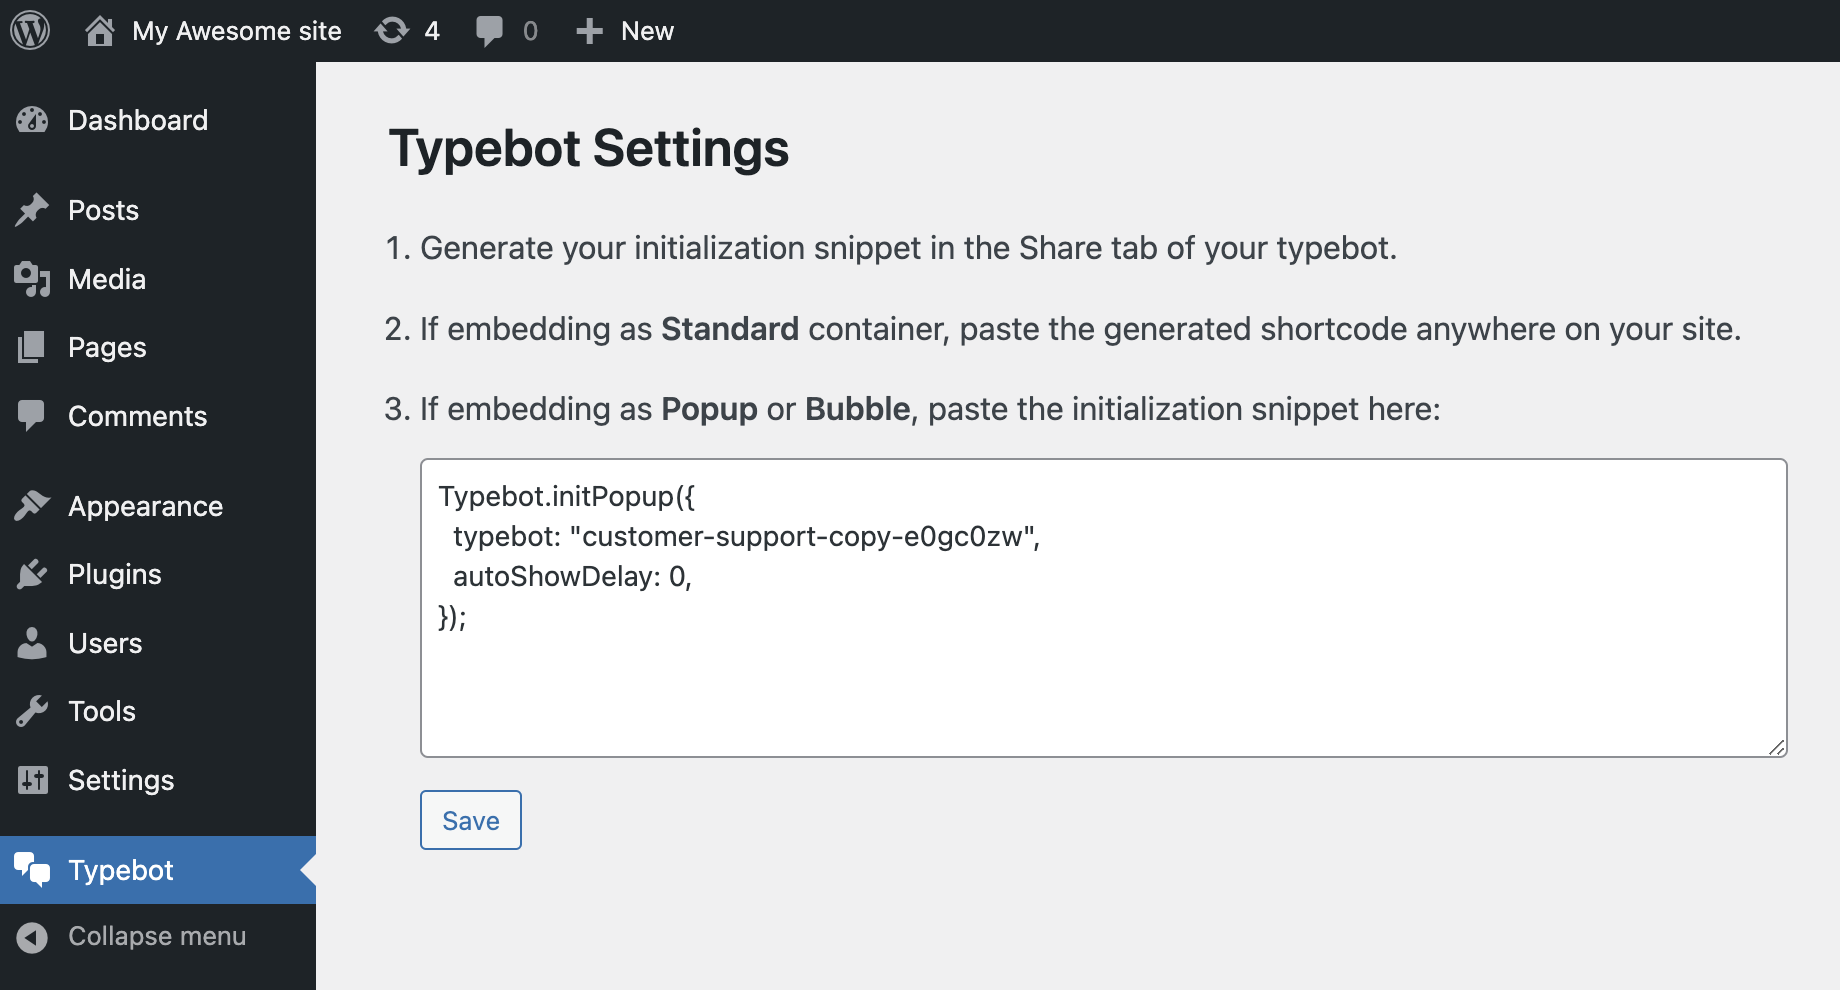 My Awesome site 4 0 New
Dashboard
Posts
Media
Pages
Comments
Appearance
Plugins
Users
Tools
Settings
Typebot
Collapse menu
Typebot Settings
1. Generate your initialization snippet in the Share tab of your typebot.
2. If embedding as Standard container, paste the generated shortcode anywhere on your site.
3. If embedding as Popup or Bubble, paste the initialization snippet here:
Typebot.initPopup({
  typebot: "customer-support-copy-e0gc0zw",
  autoShowDelay: 0,
});
Save